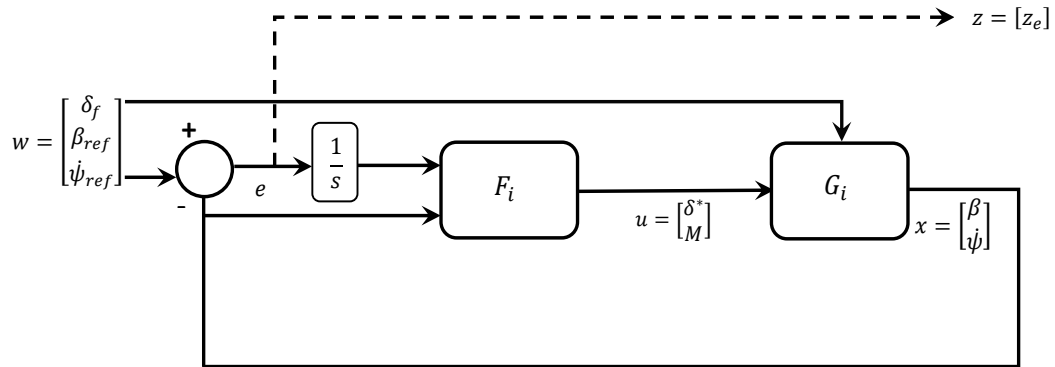 z = [z_e]
w = [δ_f
β_ref
ψ̇_ref]
+
-
e
1
s
F_i
u = [δ*
M]
G_i
x = [β
ψ̇]